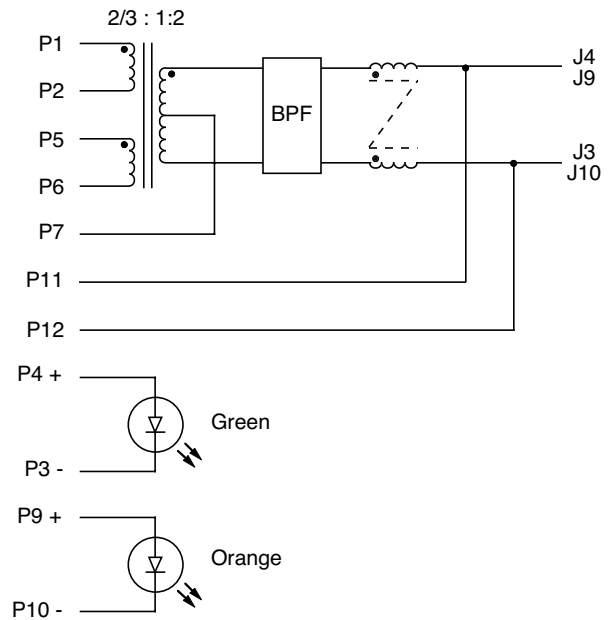 2/3 : 1:2
P1
P2
P5
P6
P7
P11
P12
BPF
J4
J9
J3
J10
P4 +
P3 -
Green
P9 +
P10 -
Orange